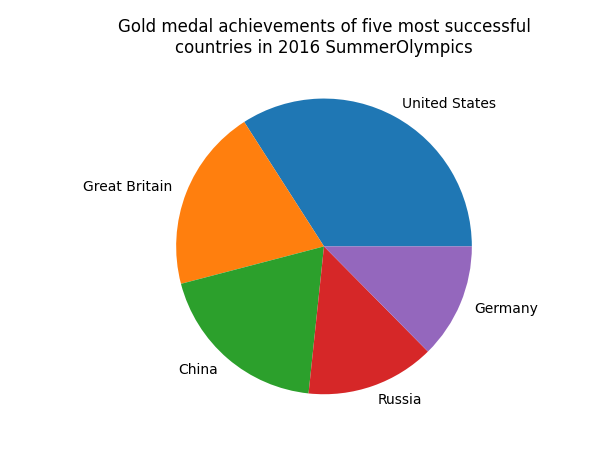 Gold medal achievements of five most successful
countries in 2016 SummerOlympics
United States
Great Britain
China
Russia
Germany